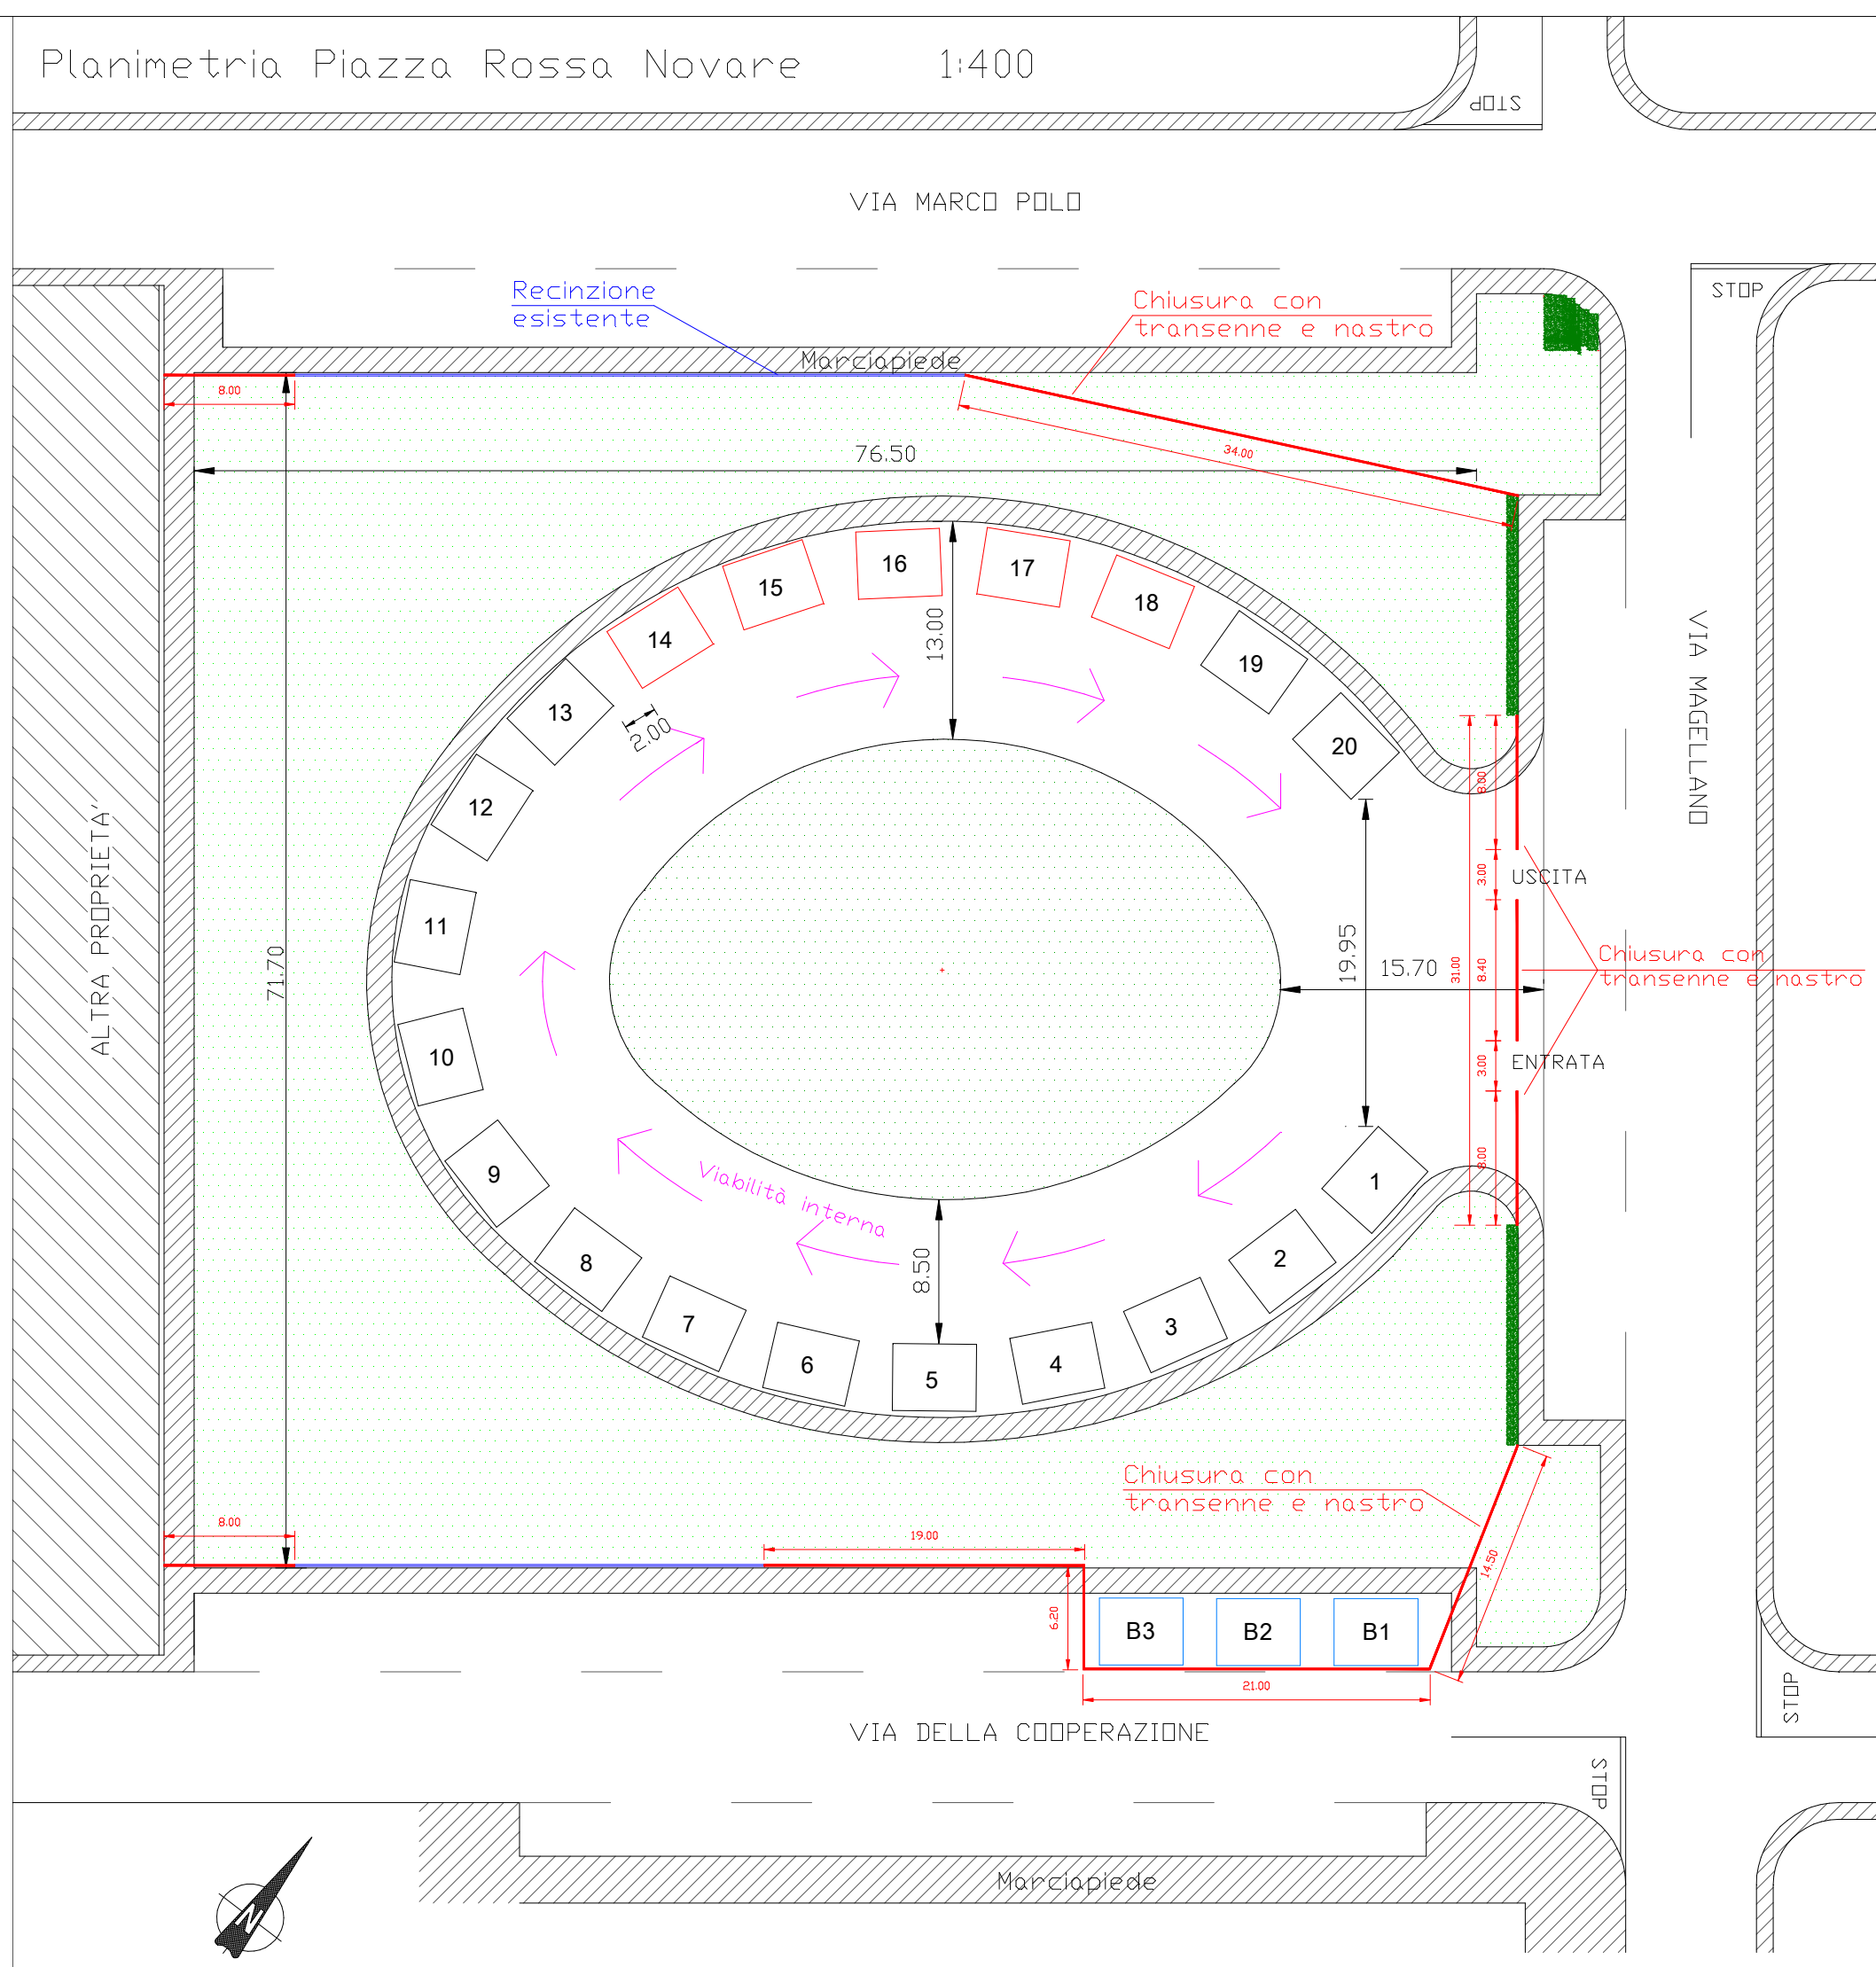 Planimetria Piazza Rossa Novare 1:400
STOP
VIA MARCO POLO
STOP
Recinzione
esistente
Chiusura con
transenne e nastro
Marciapiede
8.00
34.00
76.50
16
17
15
18
14
13.00
19
13
2.00
20
12
8.00
VIA MAGELLANO
ALTRA PROPRIETA'
11
71.70
USCITA
3.00
19.95
15.70
31.00
8.40
Chiusura con
transenne e nastro
10
ENTRATA
3.00
9
Viabilità interna
1
8.00
8
8.50
2
7
3
6
5
4
Chiusura con
transenne e nastro
8.00
19.00
14.50
6.20
B3
B2
B1
21.00
STOP
VIA DELLA COOPERAZIONE
STOP
Marciapiede
N